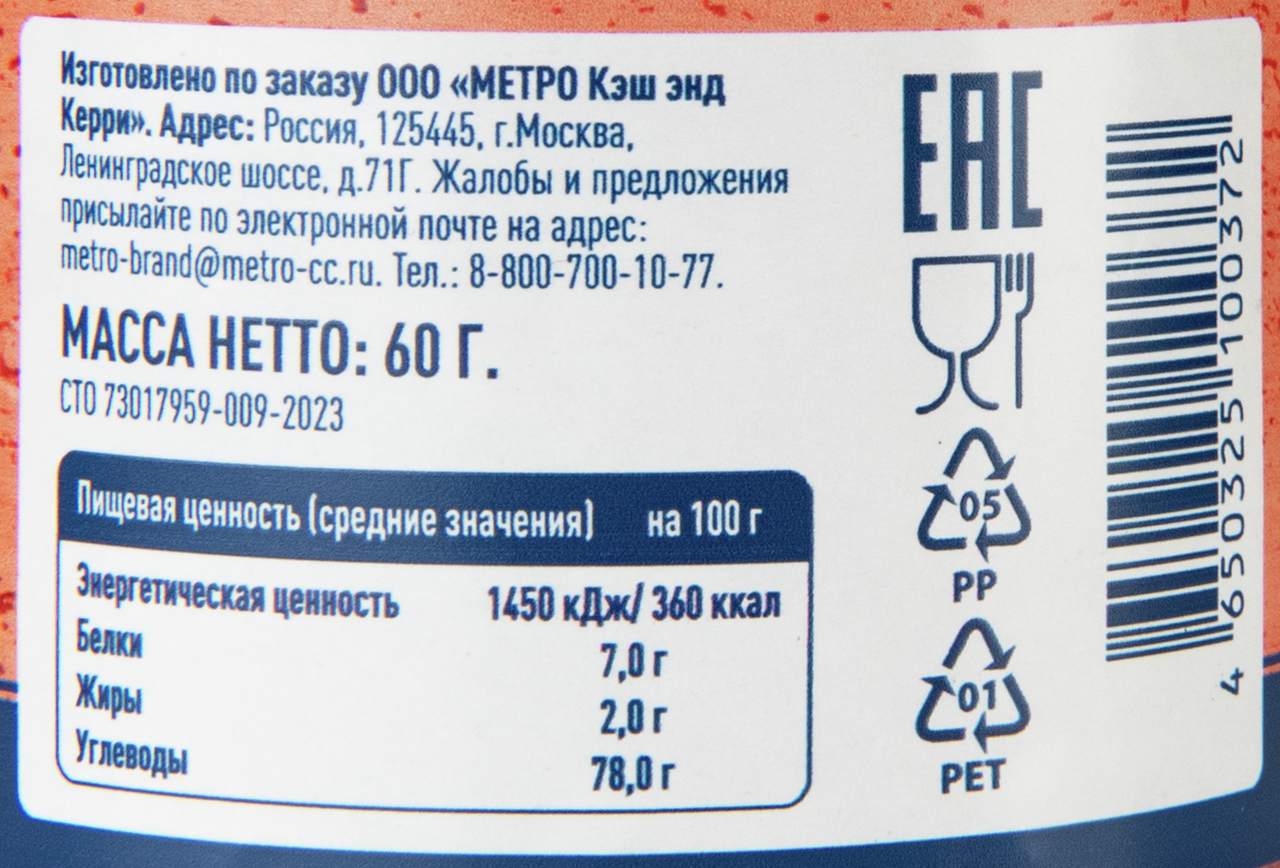 Изготовлено по заказу ООО «МЕТРО Кэш энд
Керри». Адрес: Россия, 125445, г.Москва,
Ленинградское шоссе, д.71Г. Жалобы и предложения
присылайте по электронной почте на адрес:
metro-brand@metro-cc.ru. Тел.: 8-800-700-10-77.
МАССА НЕТТО: 60 Г.
СТО 73017959-009-2023
Пищевая ценность (средние значения) на 100 г
Энергетическая ценность 1450 кДж/ 360 ккал
Белки 7,0 г
Жиры 2,0 г
Углеводы 78,0 г
EAC
05
PP
01
PET
4 650325 100372